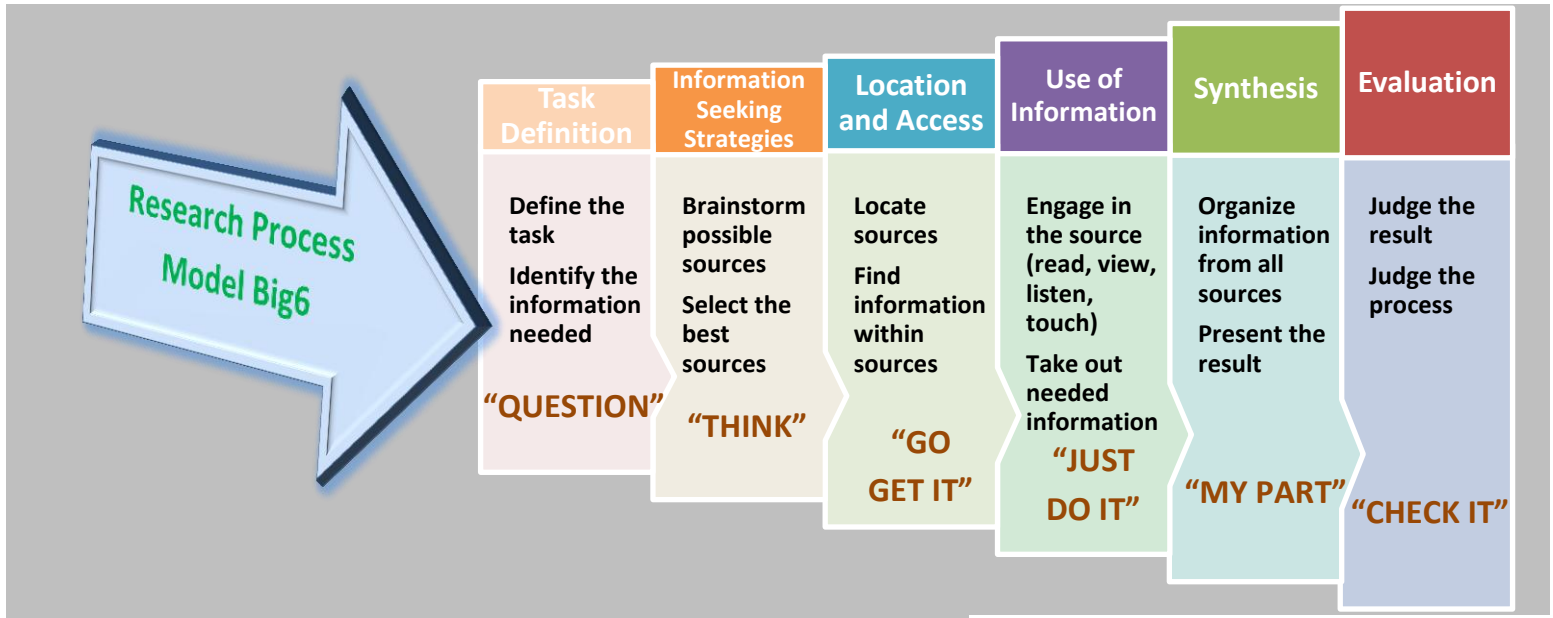 Research Process
Model Big6
Task
Definition
Define the
task
Identify the
information
needed
“QUESTION”
Information
Seeking
Strategies
Brainstorm
possible
sources
Select the
best
sources
“THINK”
Location
and Access
Locate
sources
Find
information
within
sources
“GO
GET IT”
Use of
Information
Engage in
the source
(read, view,
listen,
touch)
Take out
needed
information
“JUST
DO IT”
Synthesis
Organize
information
from all
sources
Present the
result
“MY PART”
Evaluation
Judge the
result
Judge the
process
“CHECK IT”